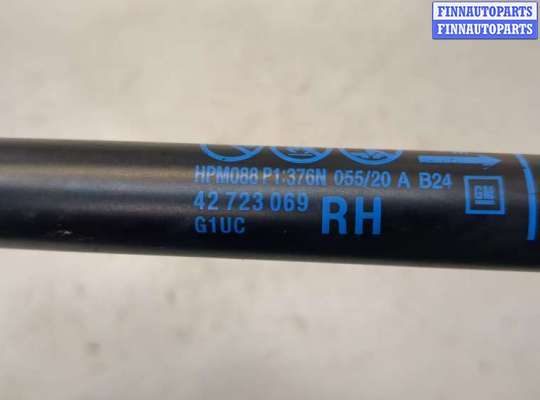 FINNAUTOPARTS
FINNAUTOPARTS
HPM088 P1:376N 055/20 A B24
42 723 069 RH
G1UC
GM